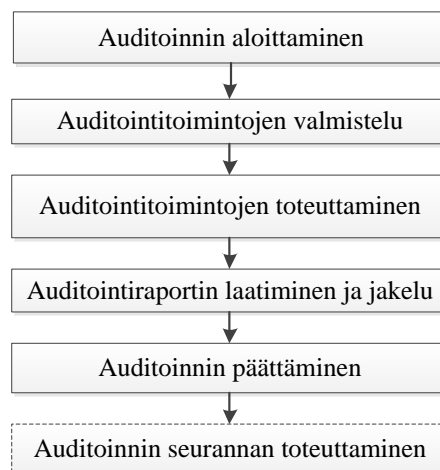 Auditoinnin aloittaminen
Auditointitoimintojen valmistelu
Auditointitoimintojen toteuttaminen
Auditointiraportin laatiminen ja jakelu
Auditoinnin päättäminen
Auditoinnin seurannan toteuttaminen